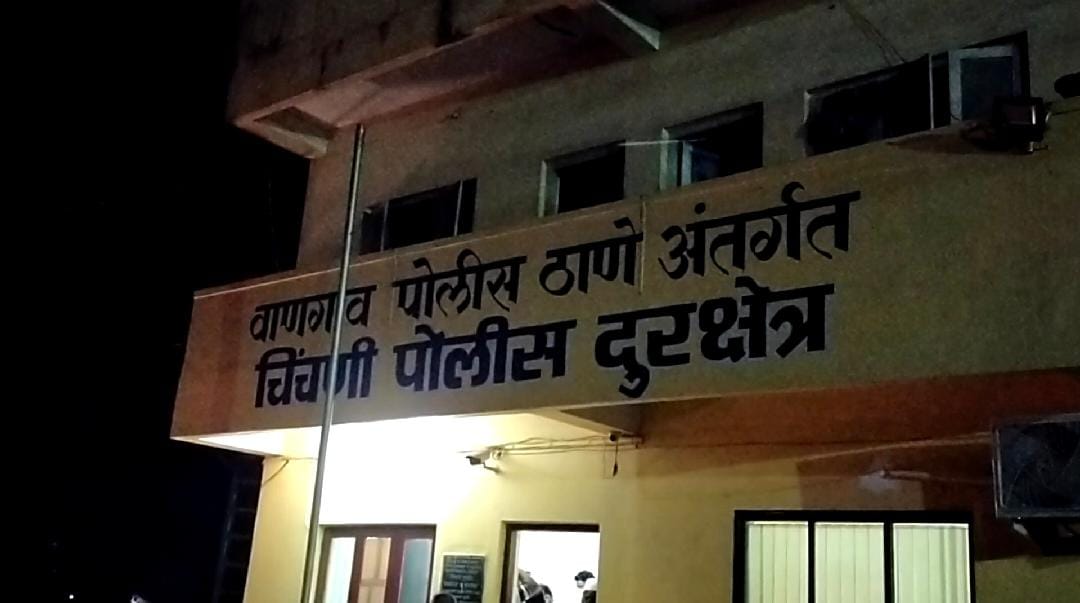 वाणगाव पोलीस ठाणे अंतर्गत
चिंचणी पोलीस दुरक्षेत्र